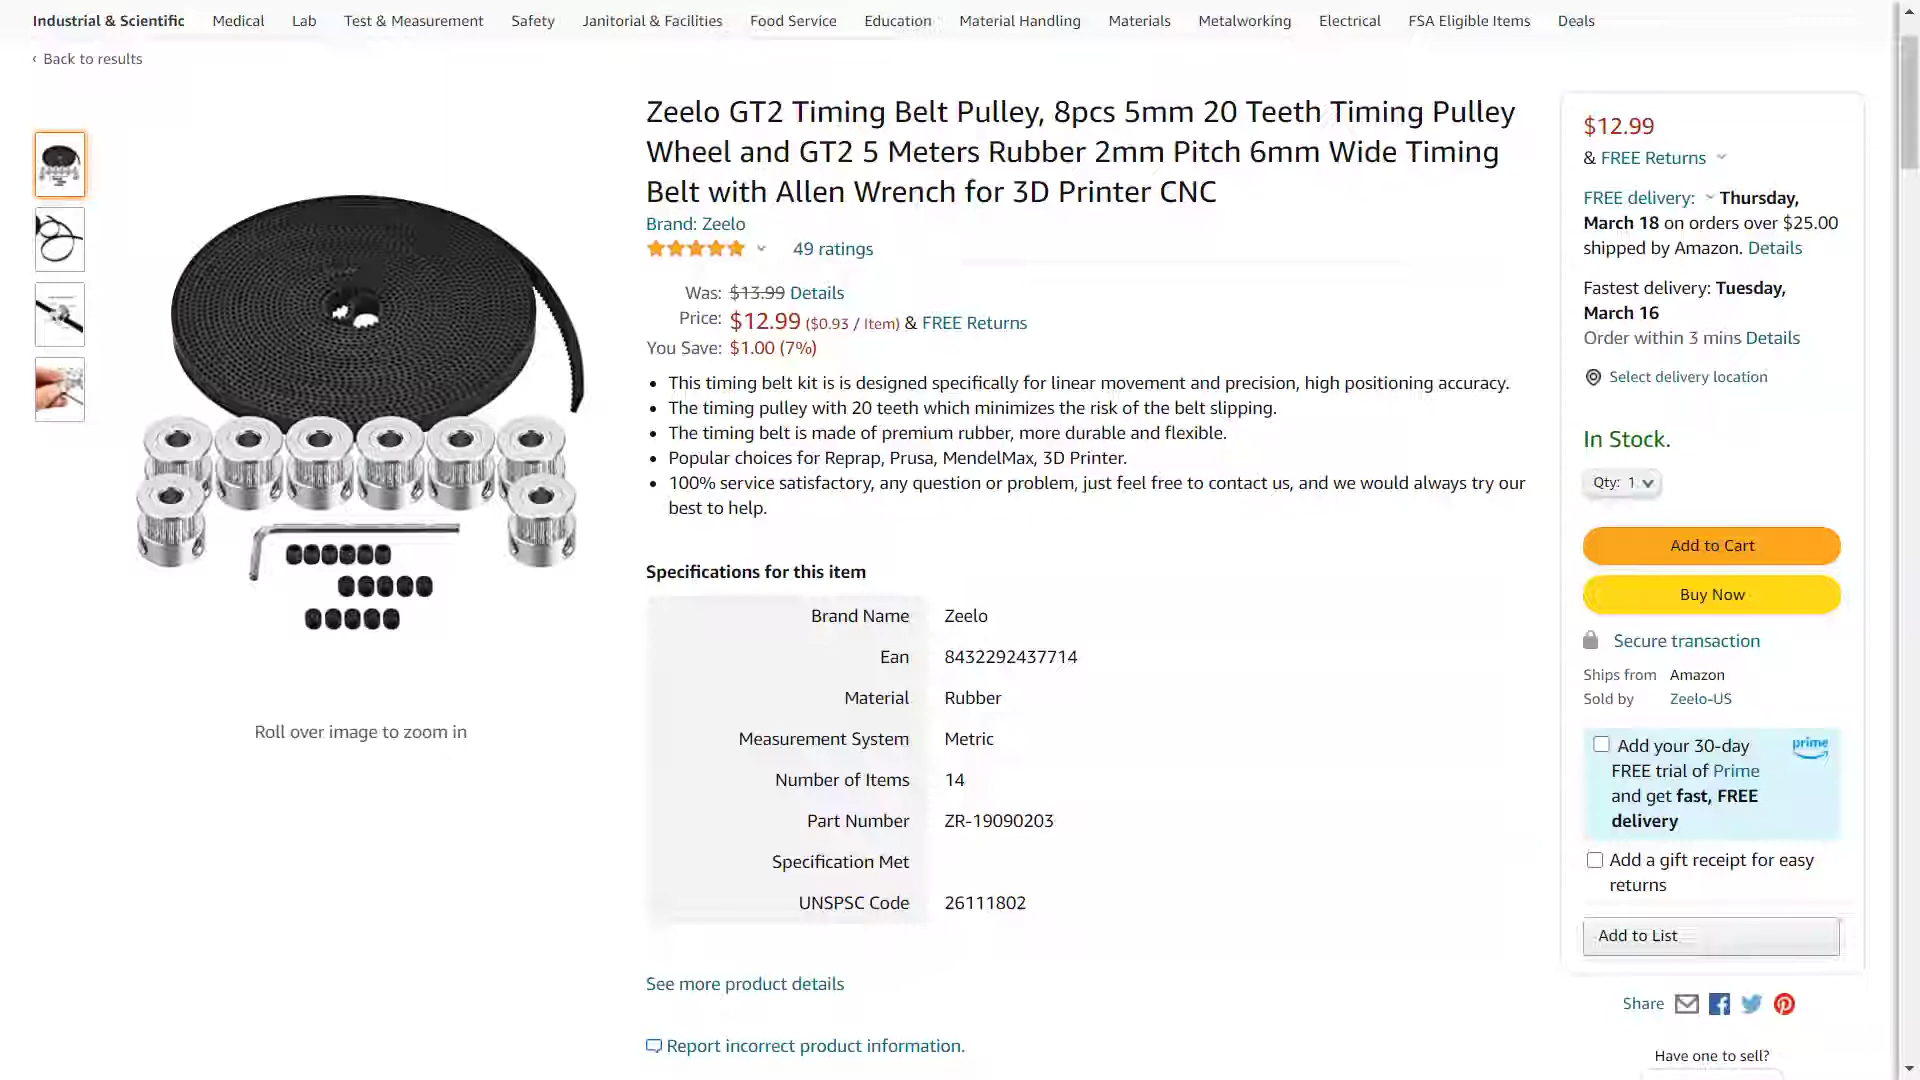 Industrial & Scientific Medical Lab Test & Measurement Safety Janitorial & Facilities Food Service Education Material Handling Materials Metalworking Electrical FSA Eligible Items Deals
‹ Back to results
Zeelo GT2 Timing Belt Pulley, 8pcs 5mm 20 Teeth Timing Pulley
Wheel and GT2 5 Meters Rubber 2mm Pitch 6mm Wide Timing
Belt with Allen Wrench for 3D Printer CNC
Brand: Zeelo
49 ratings
Was: $13.99 Details
Price: $12.99 ($0.93 / Item) & FREE Returns
You Save: $1.00 (7%)
This timing belt kit is is designed specifically for linear movement and precision, high positioning accuracy.
The timing pulley with 20 teeth which minimizes the risk of the belt slipping.
The timing belt is made of premium rubber, more durable and flexible.
Popular choices for Reprap, Prusa, MendelMax, 3D Printer.
100% service satisfactory, any question or problem, just feel free to contact us, and we would always try our
best to help.
Specifications for this item
Brand Name Zeelo
Ean 8432292437714
Material Rubber
Measurement System Metric
Number of Items 14
Part Number ZR-19090203
Specification Met
UNSPSC Code 26111802
See more product details
Report incorrect product information.
Roll over image to zoom in
$12.99
& FREE Returns
FREE delivery: Thursday,
March 18 on orders over $25.00
shipped by Amazon. Details
Fastest delivery: Tuesday,
March 16
Order within 3 mins Details
Select delivery location
In Stock.
Qty: 1
Add to Cart
Buy Now
Secure transaction
Ships from Amazon
Sold by Zeelo-US
Add your 30-day prime
FREE trial of Prime
and get fast, FREE
delivery
Add a gift receipt for easy
returns
Add to List
Share
Have one to sell?